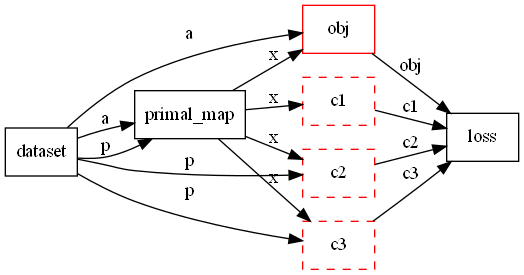 obj
a
x
obj
a
x
c1
c1
primal_map
p
x
c2
dataset
p
c2
c3
loss
x
p
c3